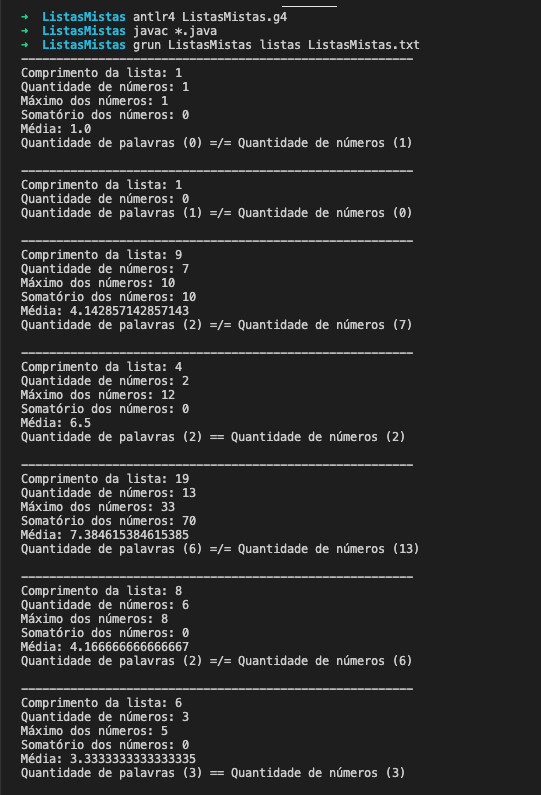 ➜  ListasMistas antlr4 ListasMistas.g4
➜  ListasMistas javac *.java
➜  ListasMistas grun ListasMistas listas ListasMistas.txt
--------------------------------------------------------
Comprimento da lista: 1
Quantidade de números: 1
Máximo dos números: 1
Somatório dos números: 0
Média: 1.0
Quantidade de palavras (0) =/= Quantidade de números (1)
--------------------------------------------------------
Comprimento da lista: 1
Quantidade de números: 0
Quantidade de palavras (1) =/= Quantidade de números (0)
--------------------------------------------------------
Comprimento da lista: 9
Quantidade de números: 7
Máximo dos números: 10
Somatório dos números: 10
Média: 4.142857142857143
Quantidade de palavras (2) =/= Quantidade de números (7)
--------------------------------------------------------
Comprimento da lista: 4
Quantidade de números: 2
Máximo dos números: 12
Somatório dos números: 0
Média: 6.5
Quantidade de palavras (2) == Quantidade de números (2)
--------------------------------------------------------
Comprimento da lista: 19
Quantidade de números: 13
Máximo dos números: 33
Somatório dos números: 70
Média: 7.384615384615385
Quantidade de palavras (6) =/= Quantidade de números (13)
--------------------------------------------------------
Comprimento da lista: 8
Quantidade de números: 6
Máximo dos números: 8
Somatório dos números: 0
Média: 4.166666666666667
Quantidade de palavras (2) =/= Quantidade de números (6)
--------------------------------------------------------
Comprimento da lista: 6
Quantidade de números: 3
Máximo dos números: 5
Somatório dos números: 0
Média: 3.3333333333333335
Quantidade de palavras (3) == Quantidade de números (3)